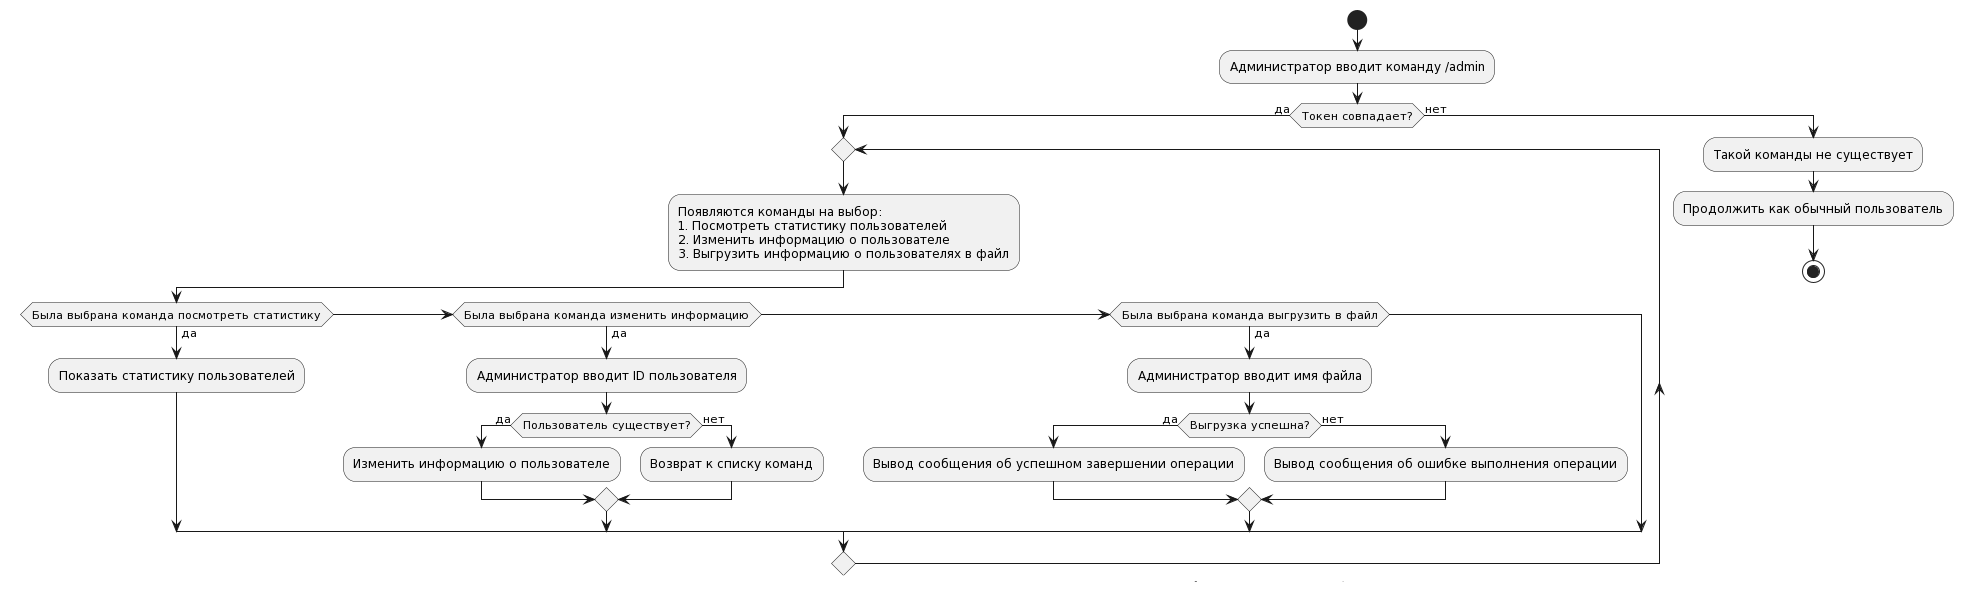 Администратор вводит команду /admin
да
Токен совпадает?
нет
Такой команды не существует
Продолжить как обычный пользователь
Появляются команды на выбор:
1. Посмотреть статистику пользователей
2. Изменить информацию о пользователе
3. Выгрузить информацию о пользователях в файл
Была выбрана команда посмотреть статистику
да
Показать статистику пользователей
Была выбрана команда изменить информацию
да
Администратор вводит ID пользователя
да
Пользователь существует?
нет
Изменить информацию о пользователе
Возврат к списку команд
Была выбрана команда выгрузить в файл
да
Администратор вводит имя файла
да
Выгрузка успешна?
нет
Вывод сообщения об успешном завершении операции
Вывод сообщения об ошибке выполнения операции